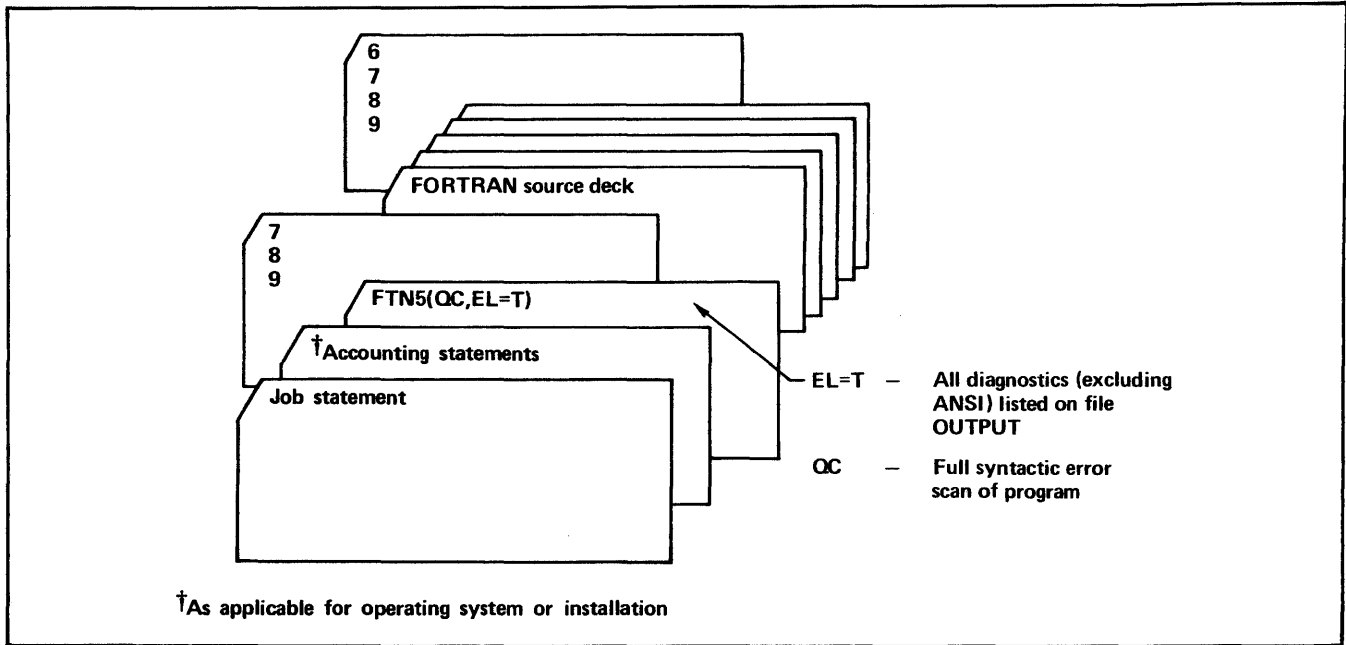 6
7
8
9
FORTRAN source deck
7
8
9
FTN5(QC,EL=T)
†Accounting statements
Job statement
EL=T – All diagnostics (excluding
ANSI) listed on file
OUTPUT
QC – Full syntactic error
scan of program
†As applicable for operating system or installation